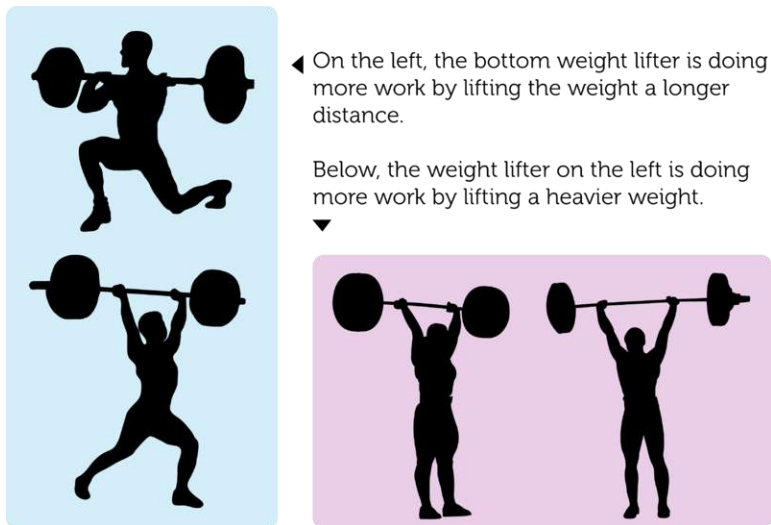 On the left, the bottom weight lifter is doing
more work by lifting the weight a longer
distance.
Below, the weight lifter on the left is doing
more work by lifting a heavier weight.